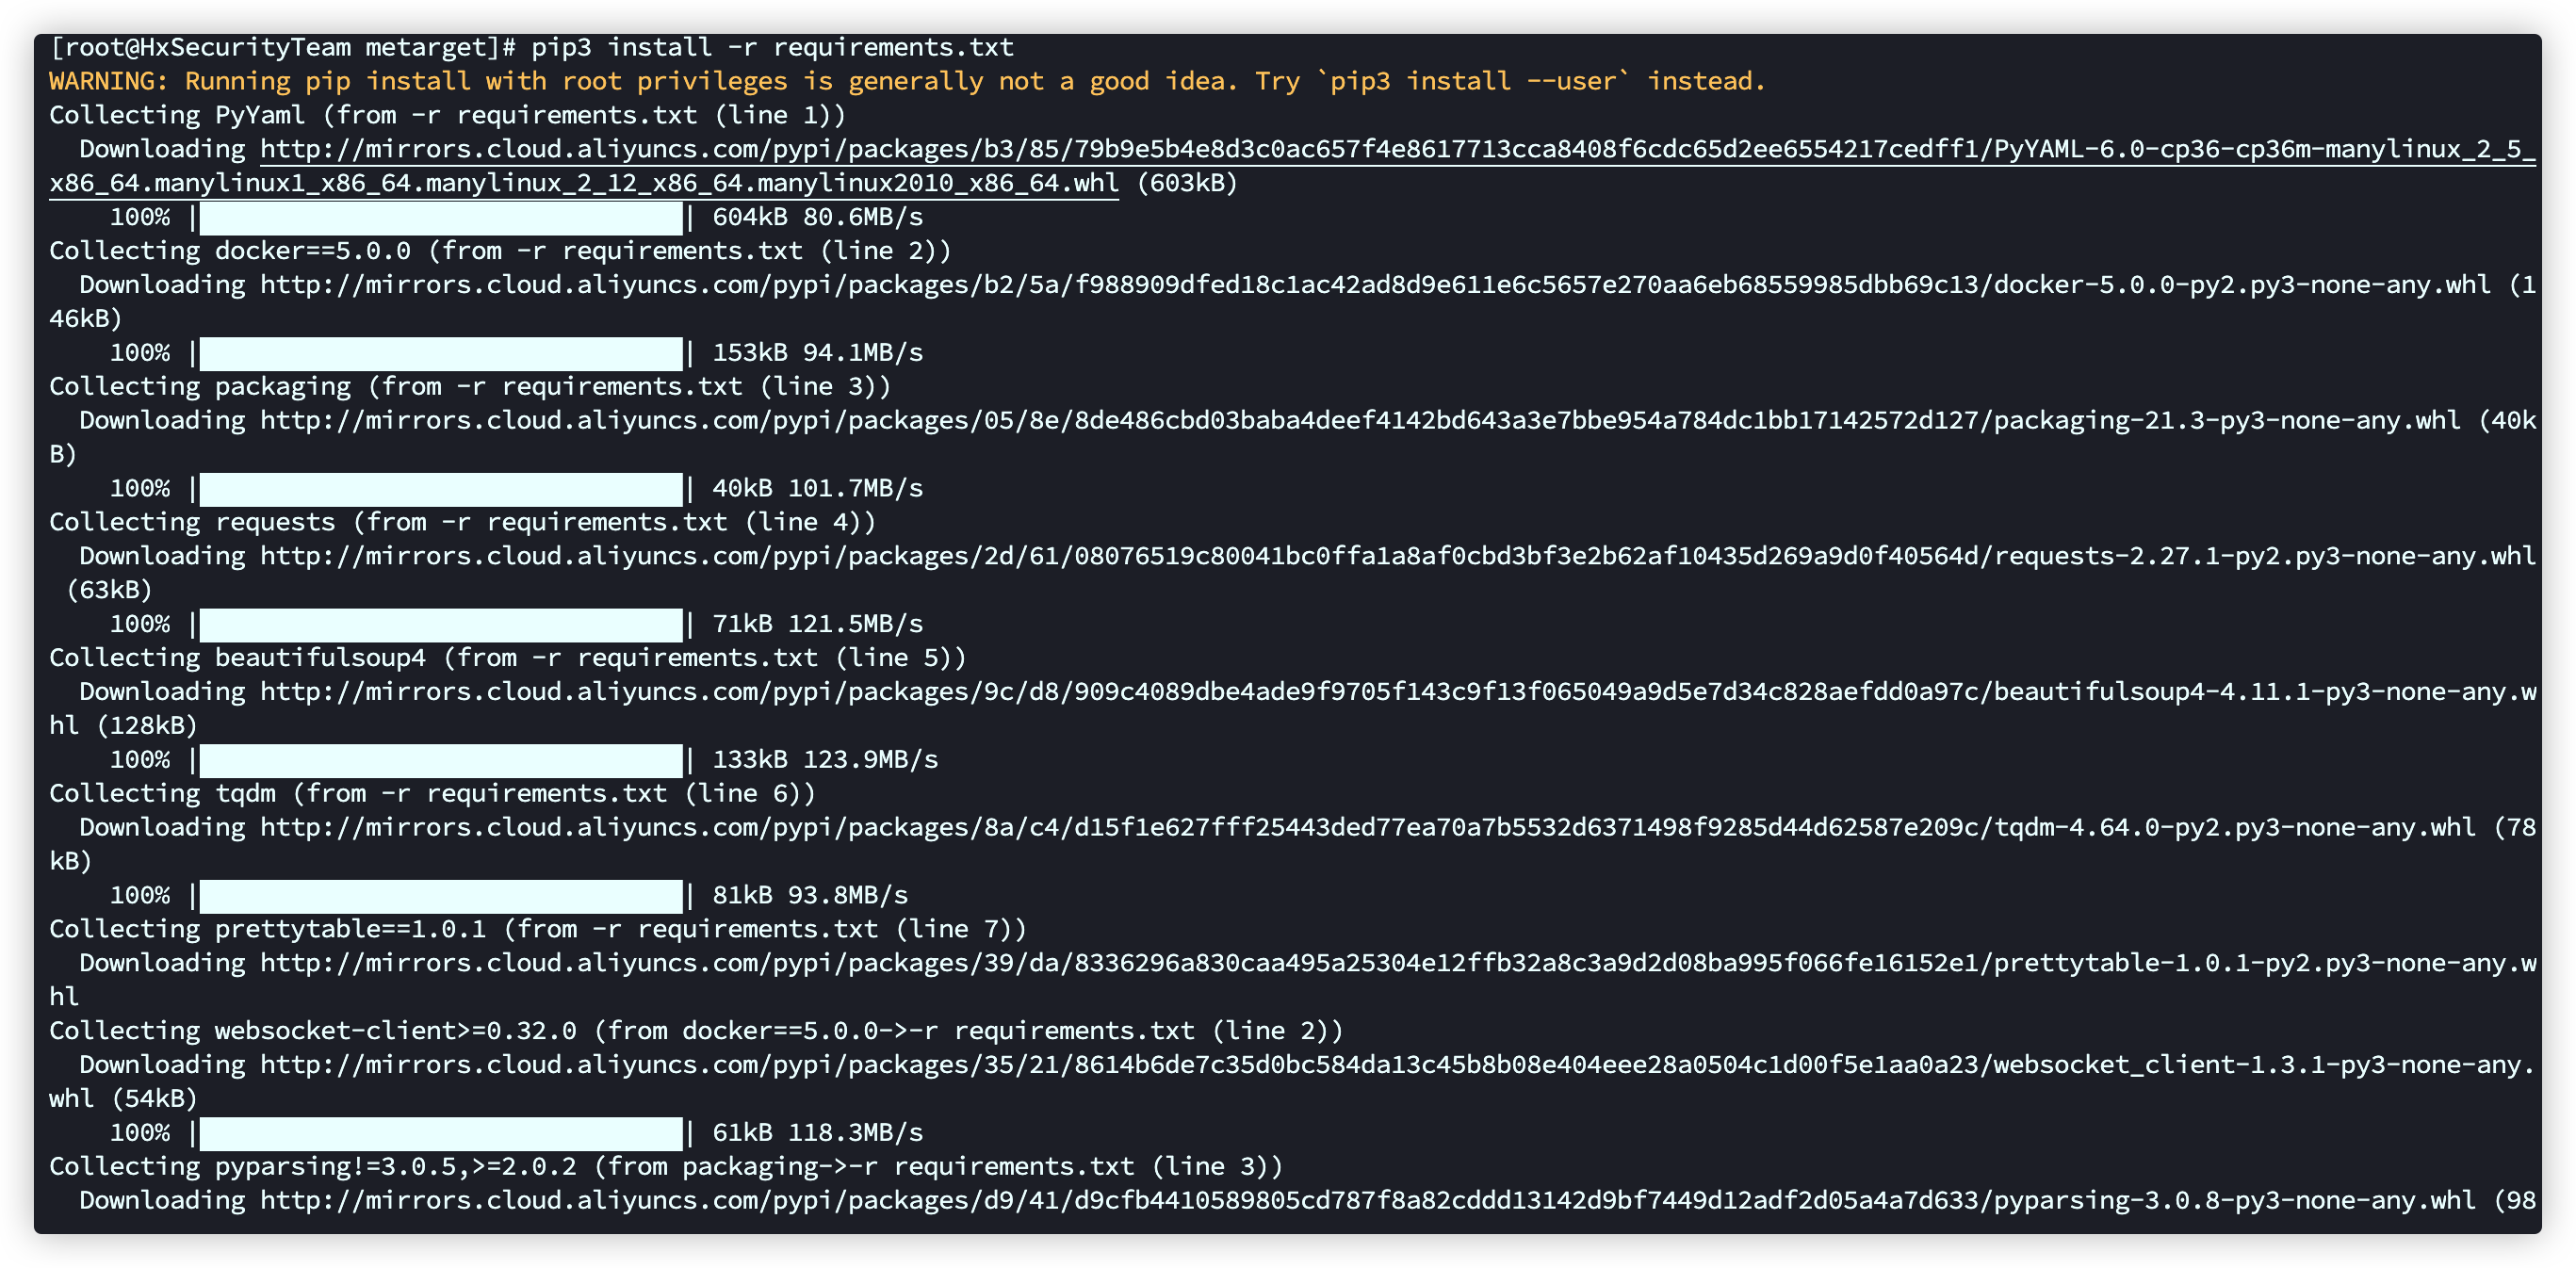 [root@HxSecurityTeam metarget]# pip3 install -r requirements.txt
WARNING: Running pip install with root privileges is generally not a good idea. Try `pip3 install --user` instead.
Collecting PyYaml (from -r requirements.txt (line 1))
  Downloading http://mirrors.cloud.aliyuncs.com/pypi/packages/b3/85/79b9e5b4e8d3c0ac657f4e8617713cca8408f6cdc65d2ee6554217cedff1/PyYAML-6.0-cp36-cp36m-manylinux_2_5_
x86_64.manylinux1_x86_64.manylinux_2_12_x86_64.manylinux2010_x86_64.whl (603kB)
    100% |████████████████████████████████| 604kB 80.6MB/s
Collecting docker==5.0.0 (from -r requirements.txt (line 2))
  Downloading http://mirrors.cloud.aliyuncs.com/pypi/packages/b2/5a/f988909dfed18c1ac42ad8d9e611e6c5657e270aa6eb68559985dbb69c13/docker-5.0.0-py2.py3-none-any.whl (1
46kB)
    100% |████████████████████████████████| 153kB 94.1MB/s
Collecting packaging (from -r requirements.txt (line 3))
  Downloading http://mirrors.cloud.aliyuncs.com/pypi/packages/05/8e/8de486cbd03baba4deef4142bd643a3e7bbe954a784dc1bb17142572d127/packaging-21.3-py3-none-any.whl (40k
B)
    100% |████████████████████████████████| 40kB 101.7MB/s
Collecting requests (from -r requirements.txt (line 4))
  Downloading http://mirrors.cloud.aliyuncs.com/pypi/packages/2d/61/08076519c80041bc0ffa1a8af0cbd3bf3e2b62af10435d269a9d0f40564d/requests-2.27.1-py2.py3-none-any.whl
 (63kB)
    100% |████████████████████████████████| 71kB 121.5MB/s
Collecting beautifulsoup4 (from -r requirements.txt (line 5))
  Downloading http://mirrors.cloud.aliyuncs.com/pypi/packages/9c/d8/909c4089dbe4ade9f9705f143c9f13f065049a9d5e7d34c828aefdd0a97c/beautifulsoup4-4.11.1-py3-none-any.w
hl (128kB)
    100% |████████████████████████████████| 133kB 123.9MB/s
Collecting tqdm (from -r requirements.txt (line 6))
  Downloading http://mirrors.cloud.aliyuncs.com/pypi/packages/8a/c4/d15f1e627fff25443ded77ea70a7b5532d6371498f9285d44d62587e209c/tqdm-4.64.0-py2.py3-none-any.whl (78
kB)
    100% |████████████████████████████████| 81kB 93.8MB/s
Collecting prettytable==1.0.1 (from -r requirements.txt (line 7))
  Downloading http://mirrors.cloud.aliyuncs.com/pypi/packages/39/da/8336296a830caa495a25304e12ffb32a8c3a9d2d08ba995f066fe16152e1/prettytable-1.0.1-py2.py3-none-any.w
hl
Collecting websocket-client>=0.32.0 (from docker==5.0.0->-r requirements.txt (line 2))
  Downloading http://mirrors.cloud.aliyuncs.com/pypi/packages/35/21/8614b6de7c35d0bc584da13c45b8b08e404eee28a0504c1d00f5e1aa0a23/websocket_client-1.3.1-py3-none-any.
whl (54kB)
    100% |████████████████████████████████| 61kB 118.3MB/s
Collecting pyparsing!=3.0.5,>=2.0.2 (from packaging->-r requirements.txt (line 3))
  Downloading http://mirrors.cloud.aliyuncs.com/pypi/packages/d9/41/d9cfb4410589805cd787f8a82cddd13142d9bf7449d12adf2d05a4a7d633/pyparsing-3.0.8-py3-none-any.whl (98